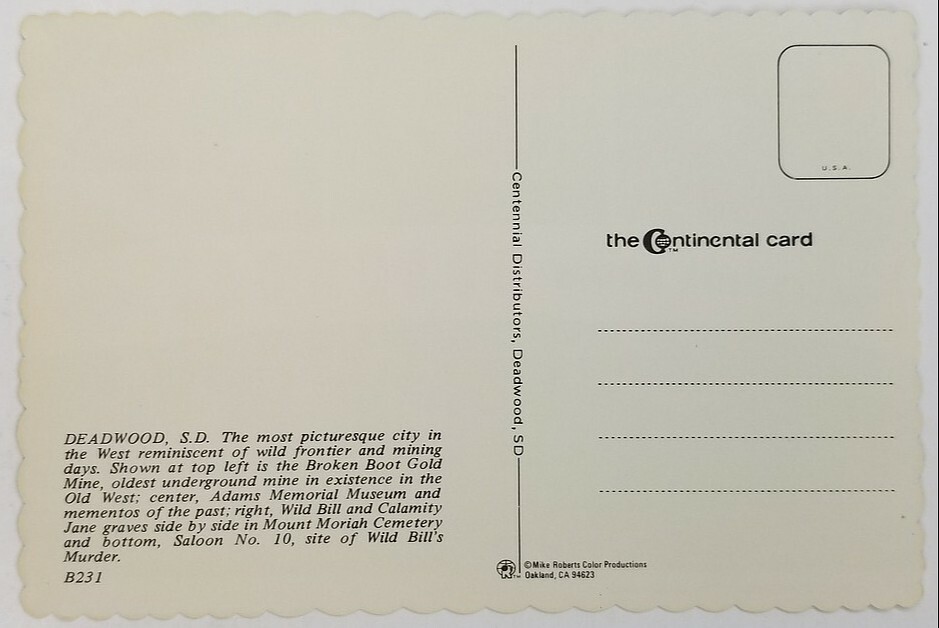 U.S.A.
the Continental card
TM
Centennial Distributors, Deadwood, SD
DEADWOOD, S.D. The most picturesque city in
the West reminiscent of wild frontier and mining
days. Shown at top left is the Broken Boot Gold
Mine, oldest underground mine in existence in the
Old West; center, Adams Memorial Museum and
mementos of the past; right, Wild Bill and Calamity
Jane graves side by side in Mount Moriah Cemetery
and bottom, Saloon No. 10, site of Wild Bill's
Murder.
B231
©Mike Roberts Color Productions
Oakland, CA 94623